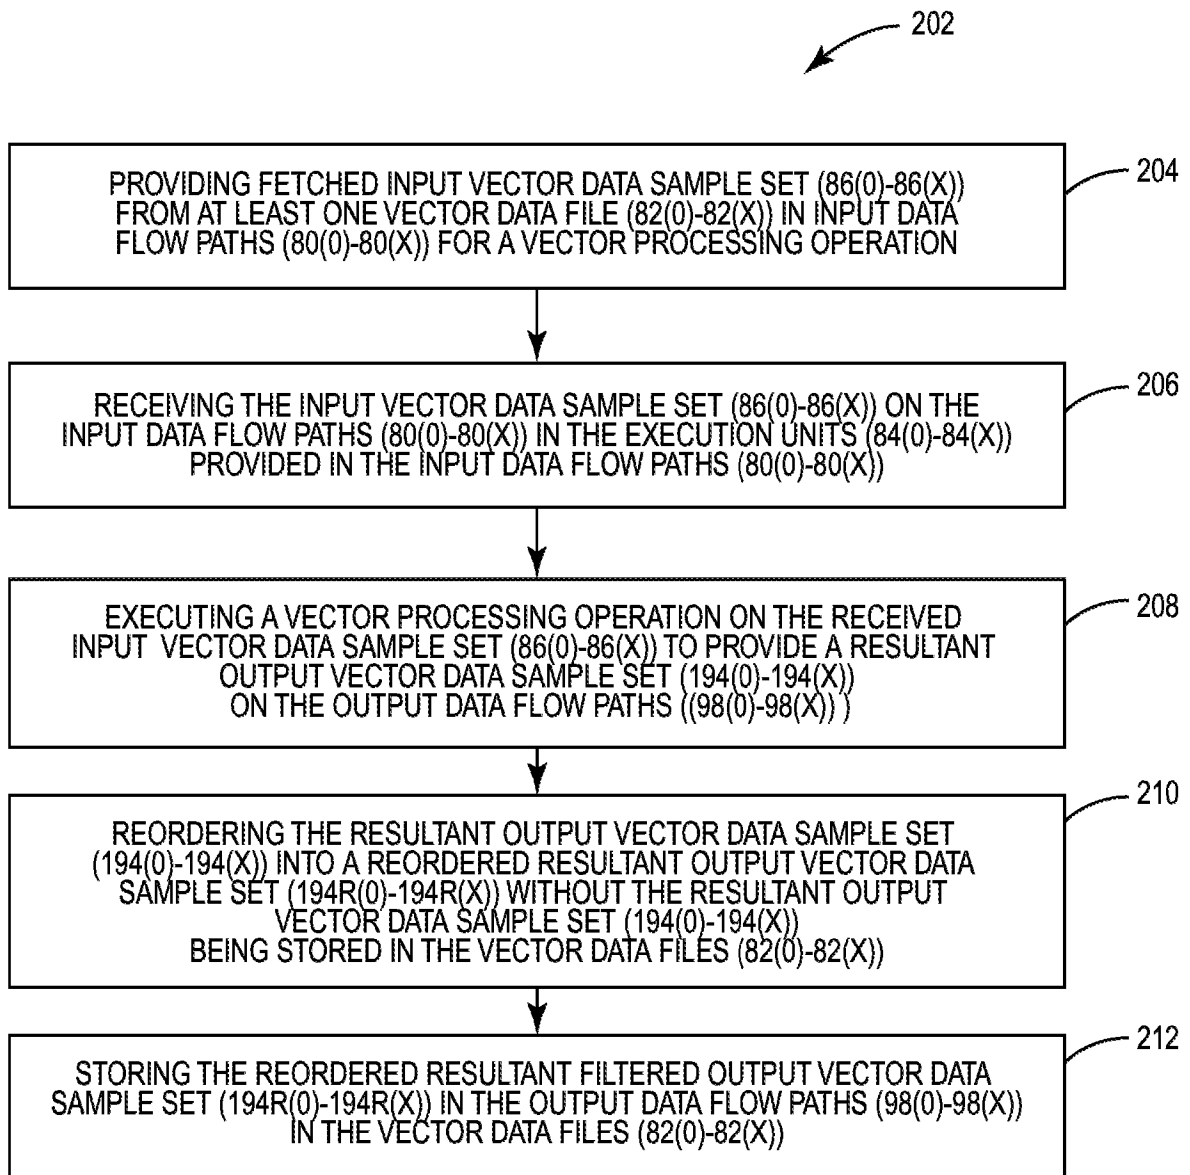 202
204
PROVIDING FETCHED INPUT VECTOR DATA SAMPLE SET (86(0)-86(X))
FROM AT LEAST ONE VECTOR DATA FILE (82(0)-82(X)) IN INPUT DATA
FLOW PATHS (80(0)-80(X)) FOR A VECTOR PROCESSING OPERATION
206
RECEIVING THE INPUT VECTOR DATA SAMPLE SET (86(0)-86(X)) ON THE
INPUT DATA FLOW PATHS (80(0)-80(X)) IN THE EXECUTION UNITS (84(0)-84(X))
PROVIDED IN THE INPUT DATA FLOW PATHS (80(0)-80(X))
208
EXECUTING A VECTOR PROCESSING OPERATION ON THE RECEIVED
INPUT VECTOR DATA SAMPLE SET (86(0)-86(X)) TO PROVIDE A RESULTANT
OUTPUT VECTOR DATA SAMPLE SET (194(0)-194(X))
ON THE OUTPUT DATA FLOW PATHS ((98(0)-98(X)) )
210
REORDERING THE RESULTANT OUTPUT VECTOR DATA SAMPLE SET
(194(0)-194(X)) INTO A REORDERED RESULTANT OUTPUT VECTOR DATA
SAMPLE SET (194R(0)-194R(X)) WITHOUT THE RESULTANT OUTPUT
VECTOR DATA SAMPLE SET (194(0)-194(X))
BEING STORED IN THE VECTOR DATA FILES (82(0)-82(X))
212
STORING THE REORDERED RESULTANT FILTERED OUTPUT VECTOR DATA
SAMPLE SET (194R(0)-194R(X)) IN THE OUTPUT DATA FLOW PATHS (98(0)-98(X))
IN THE VECTOR DATA FILES (82(0)-82(X))